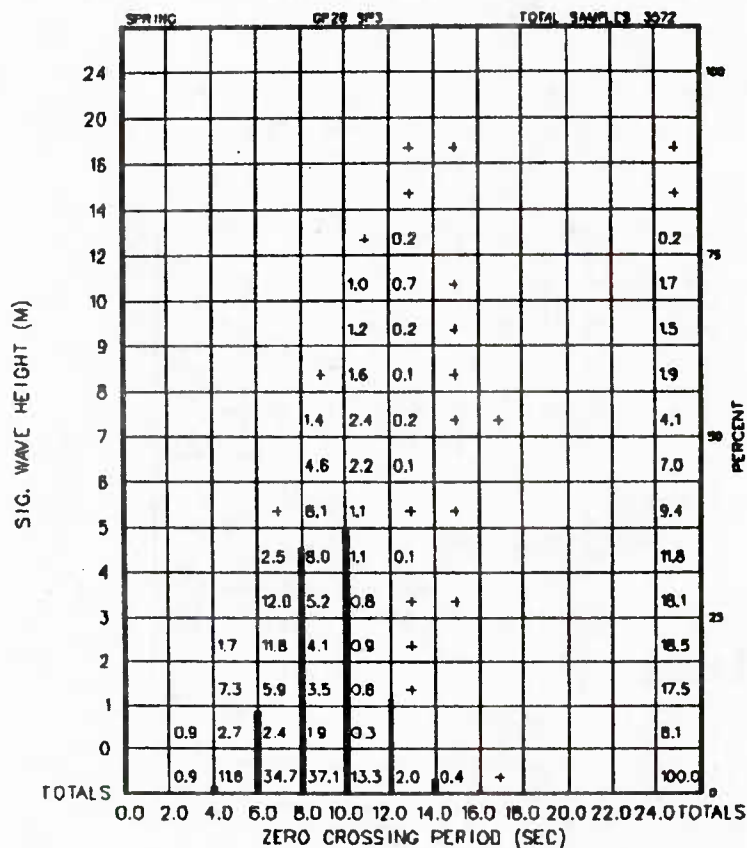 SPRING GP28 SP3 TOTAL SAMPLES
24 100
20
+ + +
16
+ +
14
+ 0.2 0.2
12 75
1.0 0.7 + 1.7
10
1.2 0.2 + 1.5
9
+ 1.6 0.1 + 1.9
8
1.4 2.4 0.2 + + 4.1
7 50
4.6 2.2 0.1 7.0
6
+ 8.1 1.1 + + 9.4
5
2.5 8.0 1.1 0.1 11.8
4
12.0 5.2 0.8 + + 18.1
3 25
1.7 11.8 4.1 0.9 + 18.5
2
7.3 5.9 3.5 0.8 + 17.5
1
0.9 2.7 2.4 1.9 0.3 8.1
0
0.9 11.6 34.7 37.1 13.3 2.0 0.4 + 100.0
TOTALS 0
0.0 2.0 4.0 6.0 8.0 10.0 12.0 14.0 16.0 18.0 20.0 22.0 24.0 TOTALS
ZERO CROSSING PERIOD (SEC)
SIG. WAVE HEIGHT (M)
PERCENT